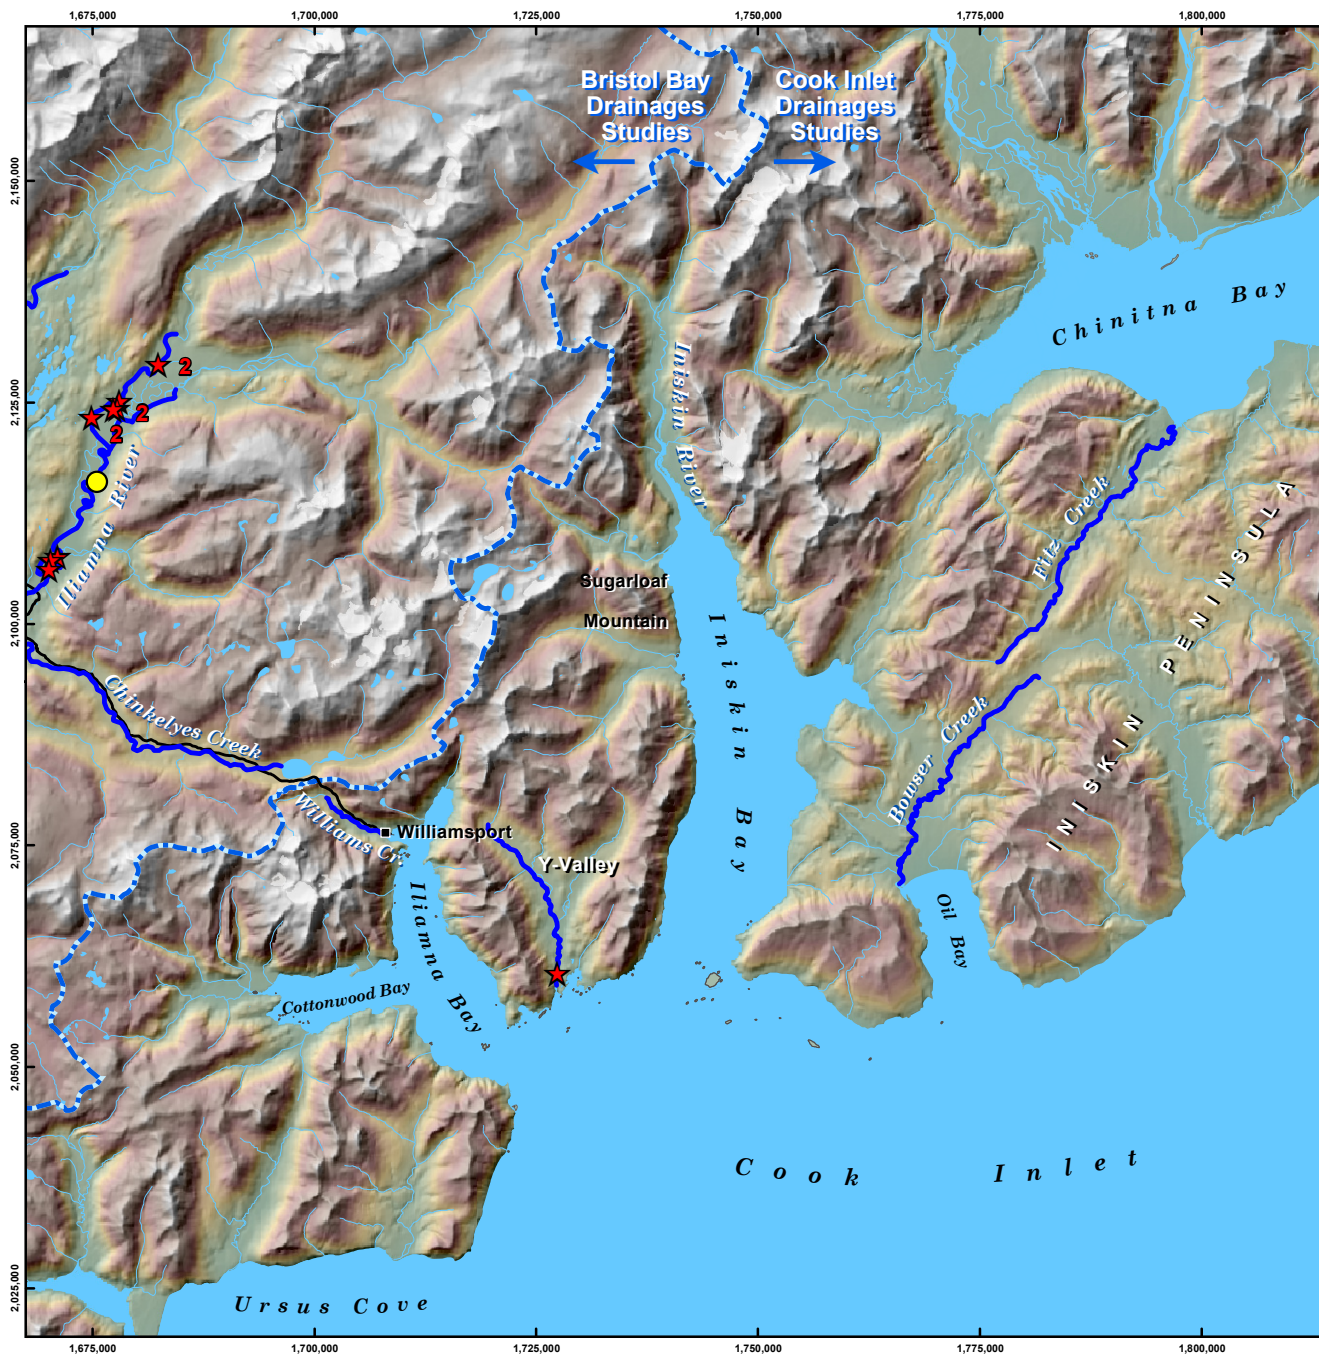 1,675,000
1,700,000
1,725,000
1,750,000
1,775,000
1,800,000
Bristol Bay
Drainages
Studies
Cook Inlet
Drainages
Studies
2,150,000
Chinitna Bay
Iniskin River
2
2,125,000
2
2
Iliamna River
Fitz Creek
PENINSULA
INISKIN
Sugarloaf
Mountain
2,100,000
Iniskin Bay
Chinkelyes Creek
Bowser Creek
Williams Cr.
Williamsport
2,075,000
Y-Valley
Iliamna Bay
Oil Bay
Cottonwood Bay
2,050,000
Cook Inlet
2,025,000
Ursus Cove
1,675,000
1,700,000
1,725,000
1,750,000
1,775,000
1,800,000